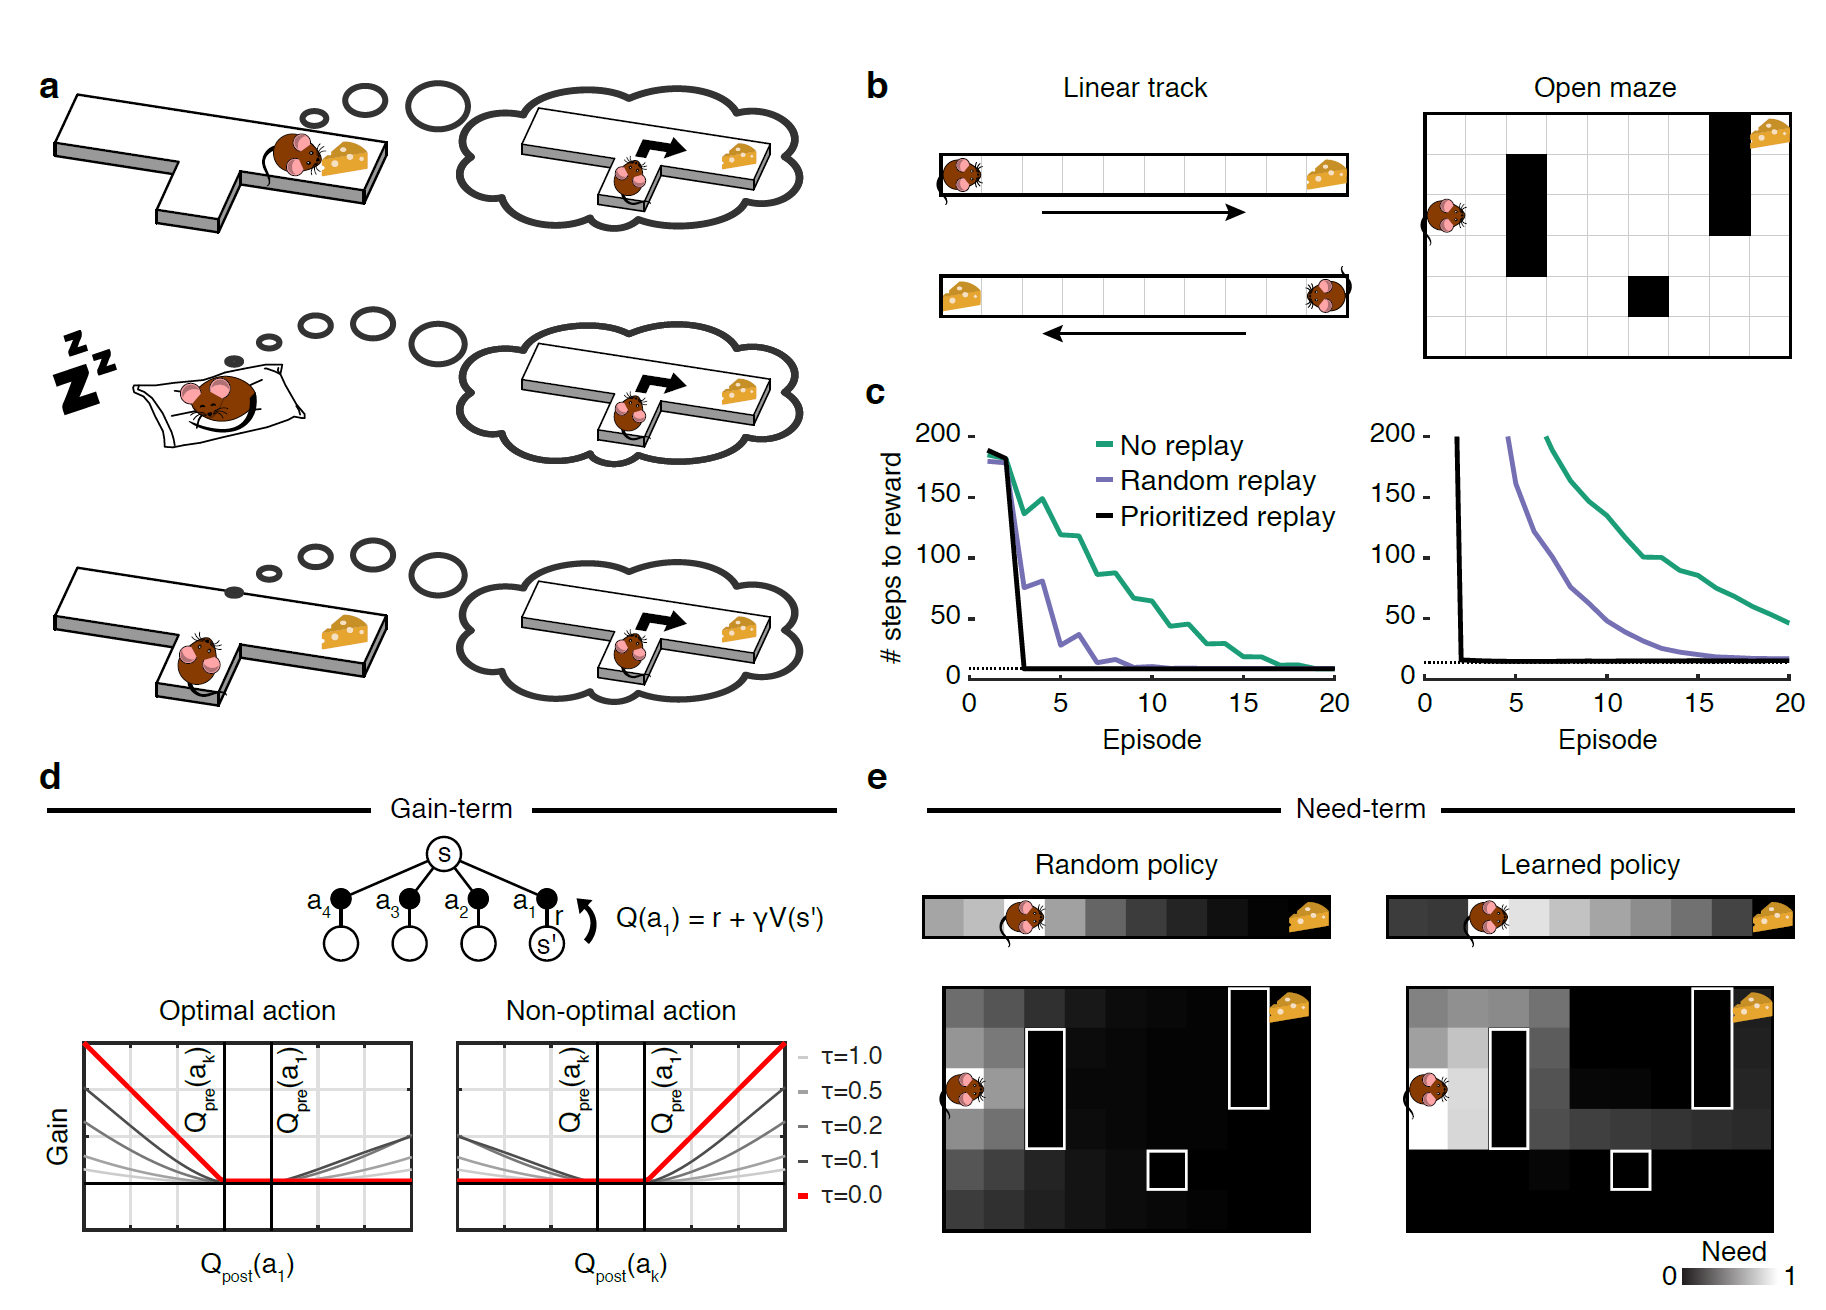 a
z
z
Z
b
Linear track
Open maze
c
# steps to reward
200
150
100
50
0
0
5
10
15
20
Episode
No replay
Random replay
Prioritized replay
200
150
100
50
0
0
5
10
15
20
Episode
d
Gain-term
s
a4
a3
a2
a1
r
s'
Q(a1) = r + γV(s')
Optimal action
Non-optimal action
Gain
Qpre(ak)
Qpre(a1)
Qpre(ak)
Qpre(a1)
τ=1.0
τ=0.5
τ=0.2
τ=0.1
τ=0.0
Qpost(a1)
Qpost(ak)
e
Need-term
Random policy
Learned policy
Need
0
1